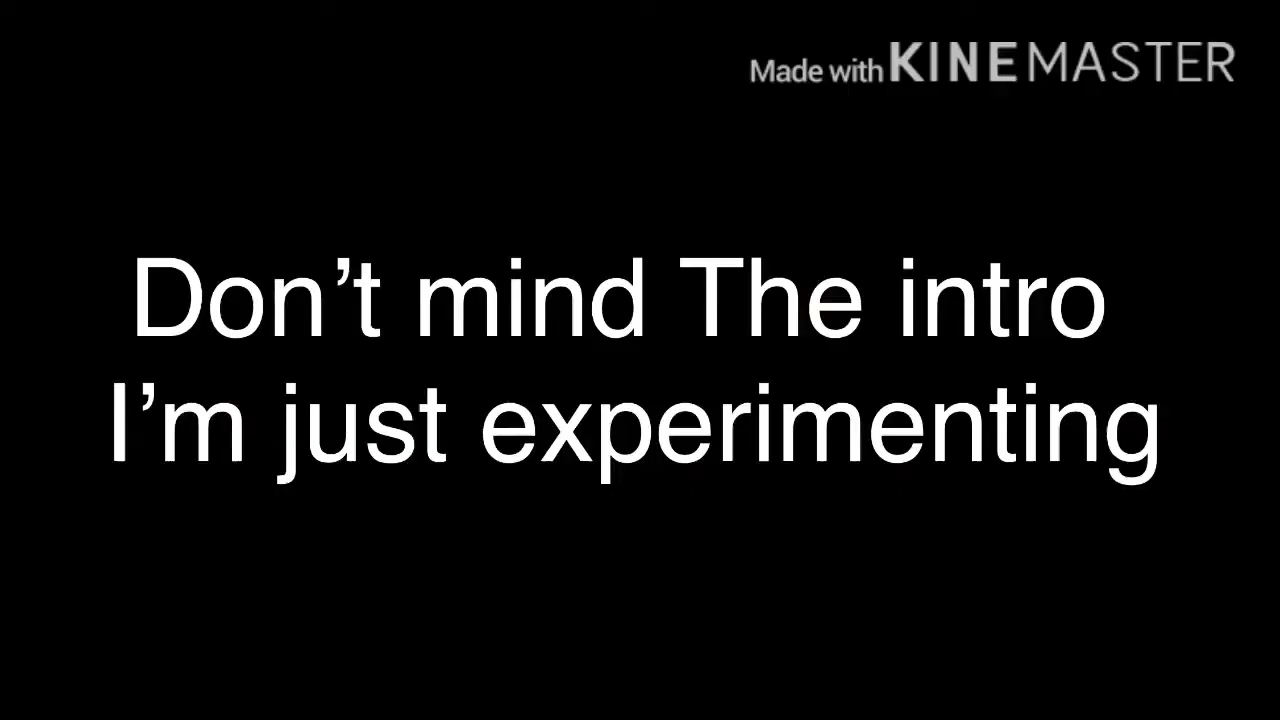 Made with KINEMASTER
Don’t mind The intro
I’m just experimenting